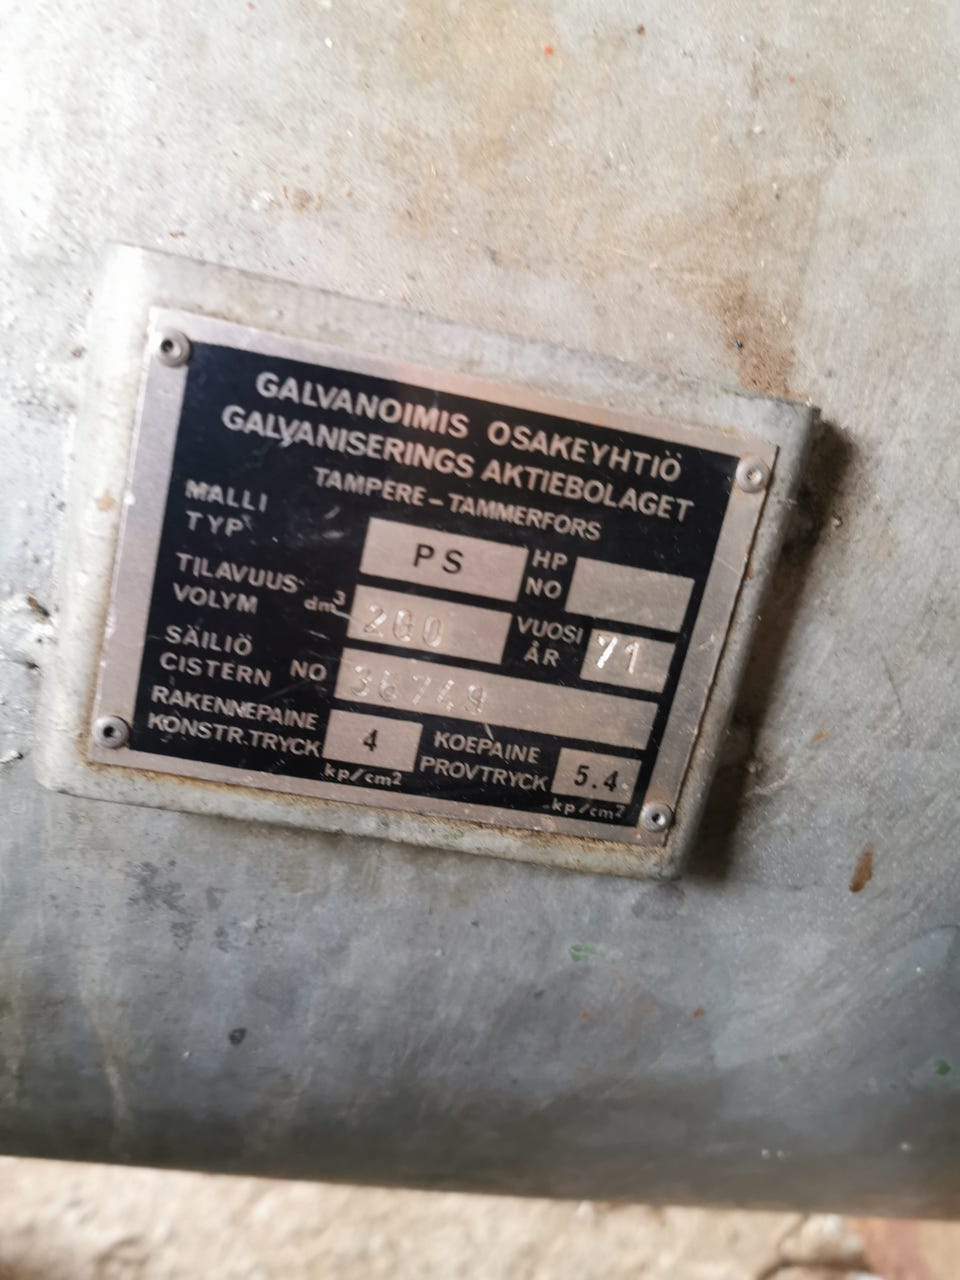 GALVANOIMIS OSAKEYHTIÖ
GALVANISERINGS AKTIEBOLAGET
TAMPERE – TAMMERFORS
MALLI
TYP
PS
HP
NO
TILAVUUS
VOLYM
dm³
200
VUOSI
ÅR
71
SÄILIÖ
CISTERN
NO
36749
RAKENNEPAINE
KONSTR.TRYCK
4
kp/cm²
KOEPAINE
PROVTRYCK
5.4
kp/cm²